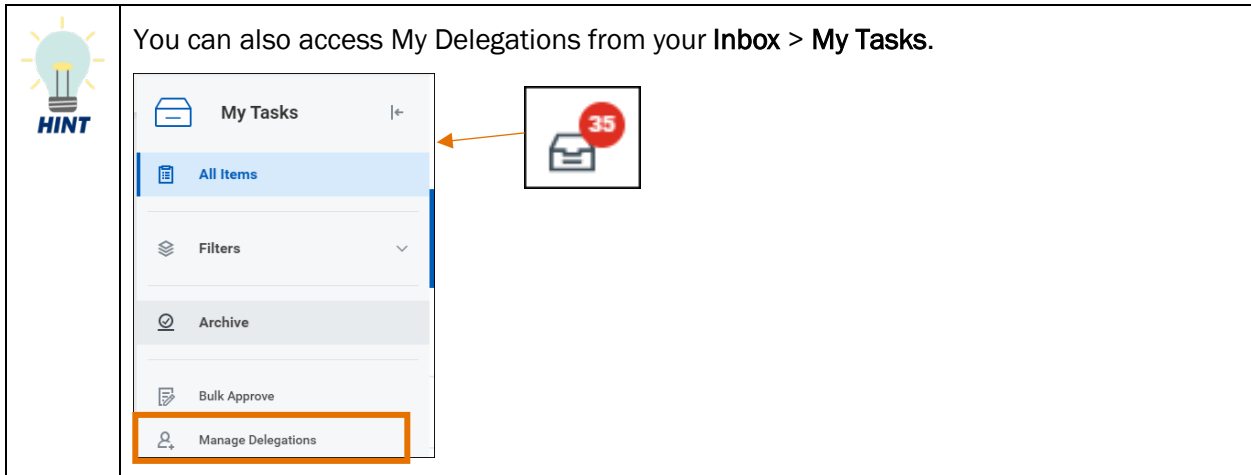 HINT
You can also access My Delegations from your Inbox > My Tasks.
My Tasks
35
All Items
Filters
Archive
Bulk Approve
Manage Delegations